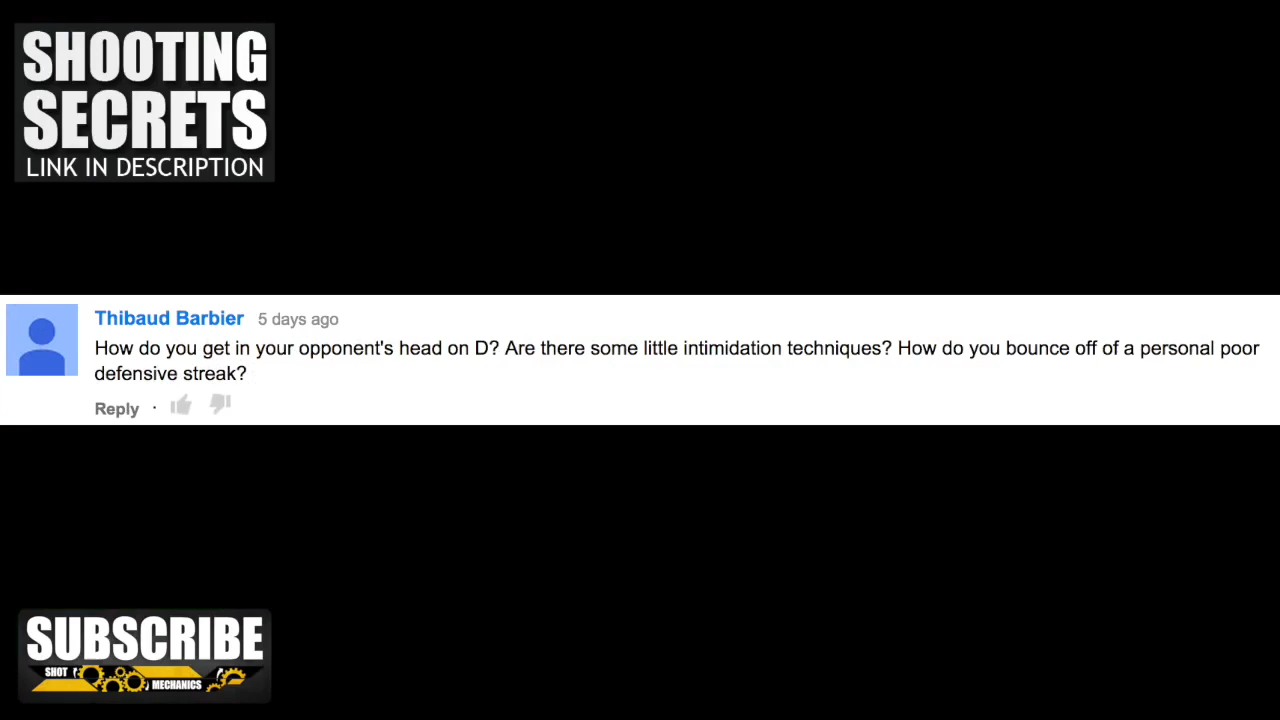 SHOOTING
SECRETS
LINK IN DESCRIPTION
Thibaud Barbier 5 days ago
How do you get in your opponent's head on D? Are there some little intimidation techniques? How do you bounce off of a personal poor
defensive streak?
Reply ·
SUBSCRIBE
SHOT MECHANICS